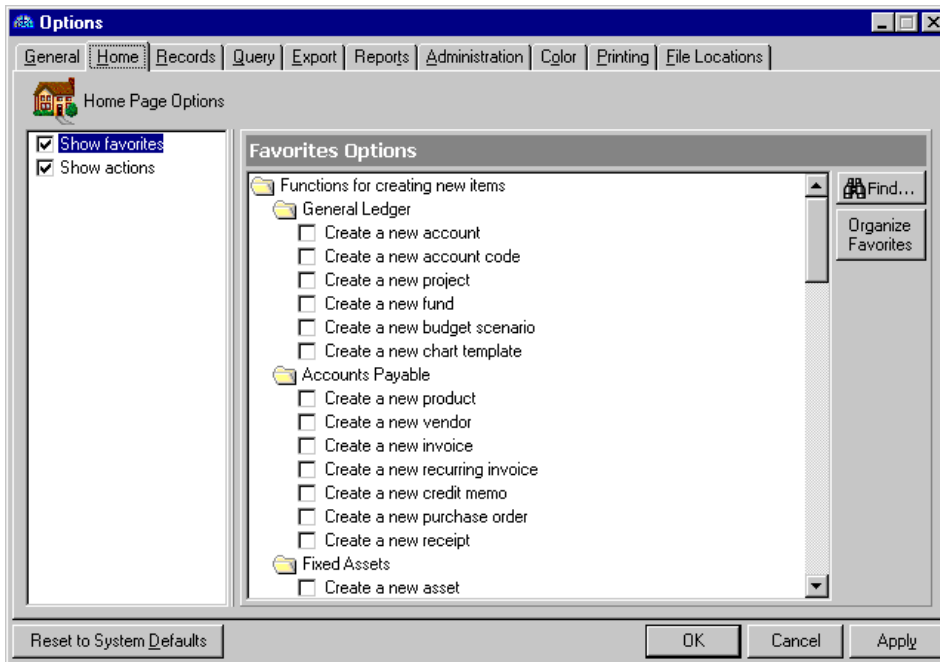 Options
General Home Records Query Export Reports Administration Color Printing File Locations
Home Page Options
Show favorites
Show actions
Favorites Options
Functions for creating new items
General Ledger
Create a new account
Create a new account code
Create a new project
Create a new fund
Create a new budget scenario
Create a new chart template
Accounts Payable
Create a new product
Create a new vendor
Create a new invoice
Create a new recurring invoice
Create a new credit memo
Create a new purchase order
Create a new receipt
Fixed Assets
Create a new asset
Find...
Organize
Favorites
Reset to System Defaults OK Cancel Apply